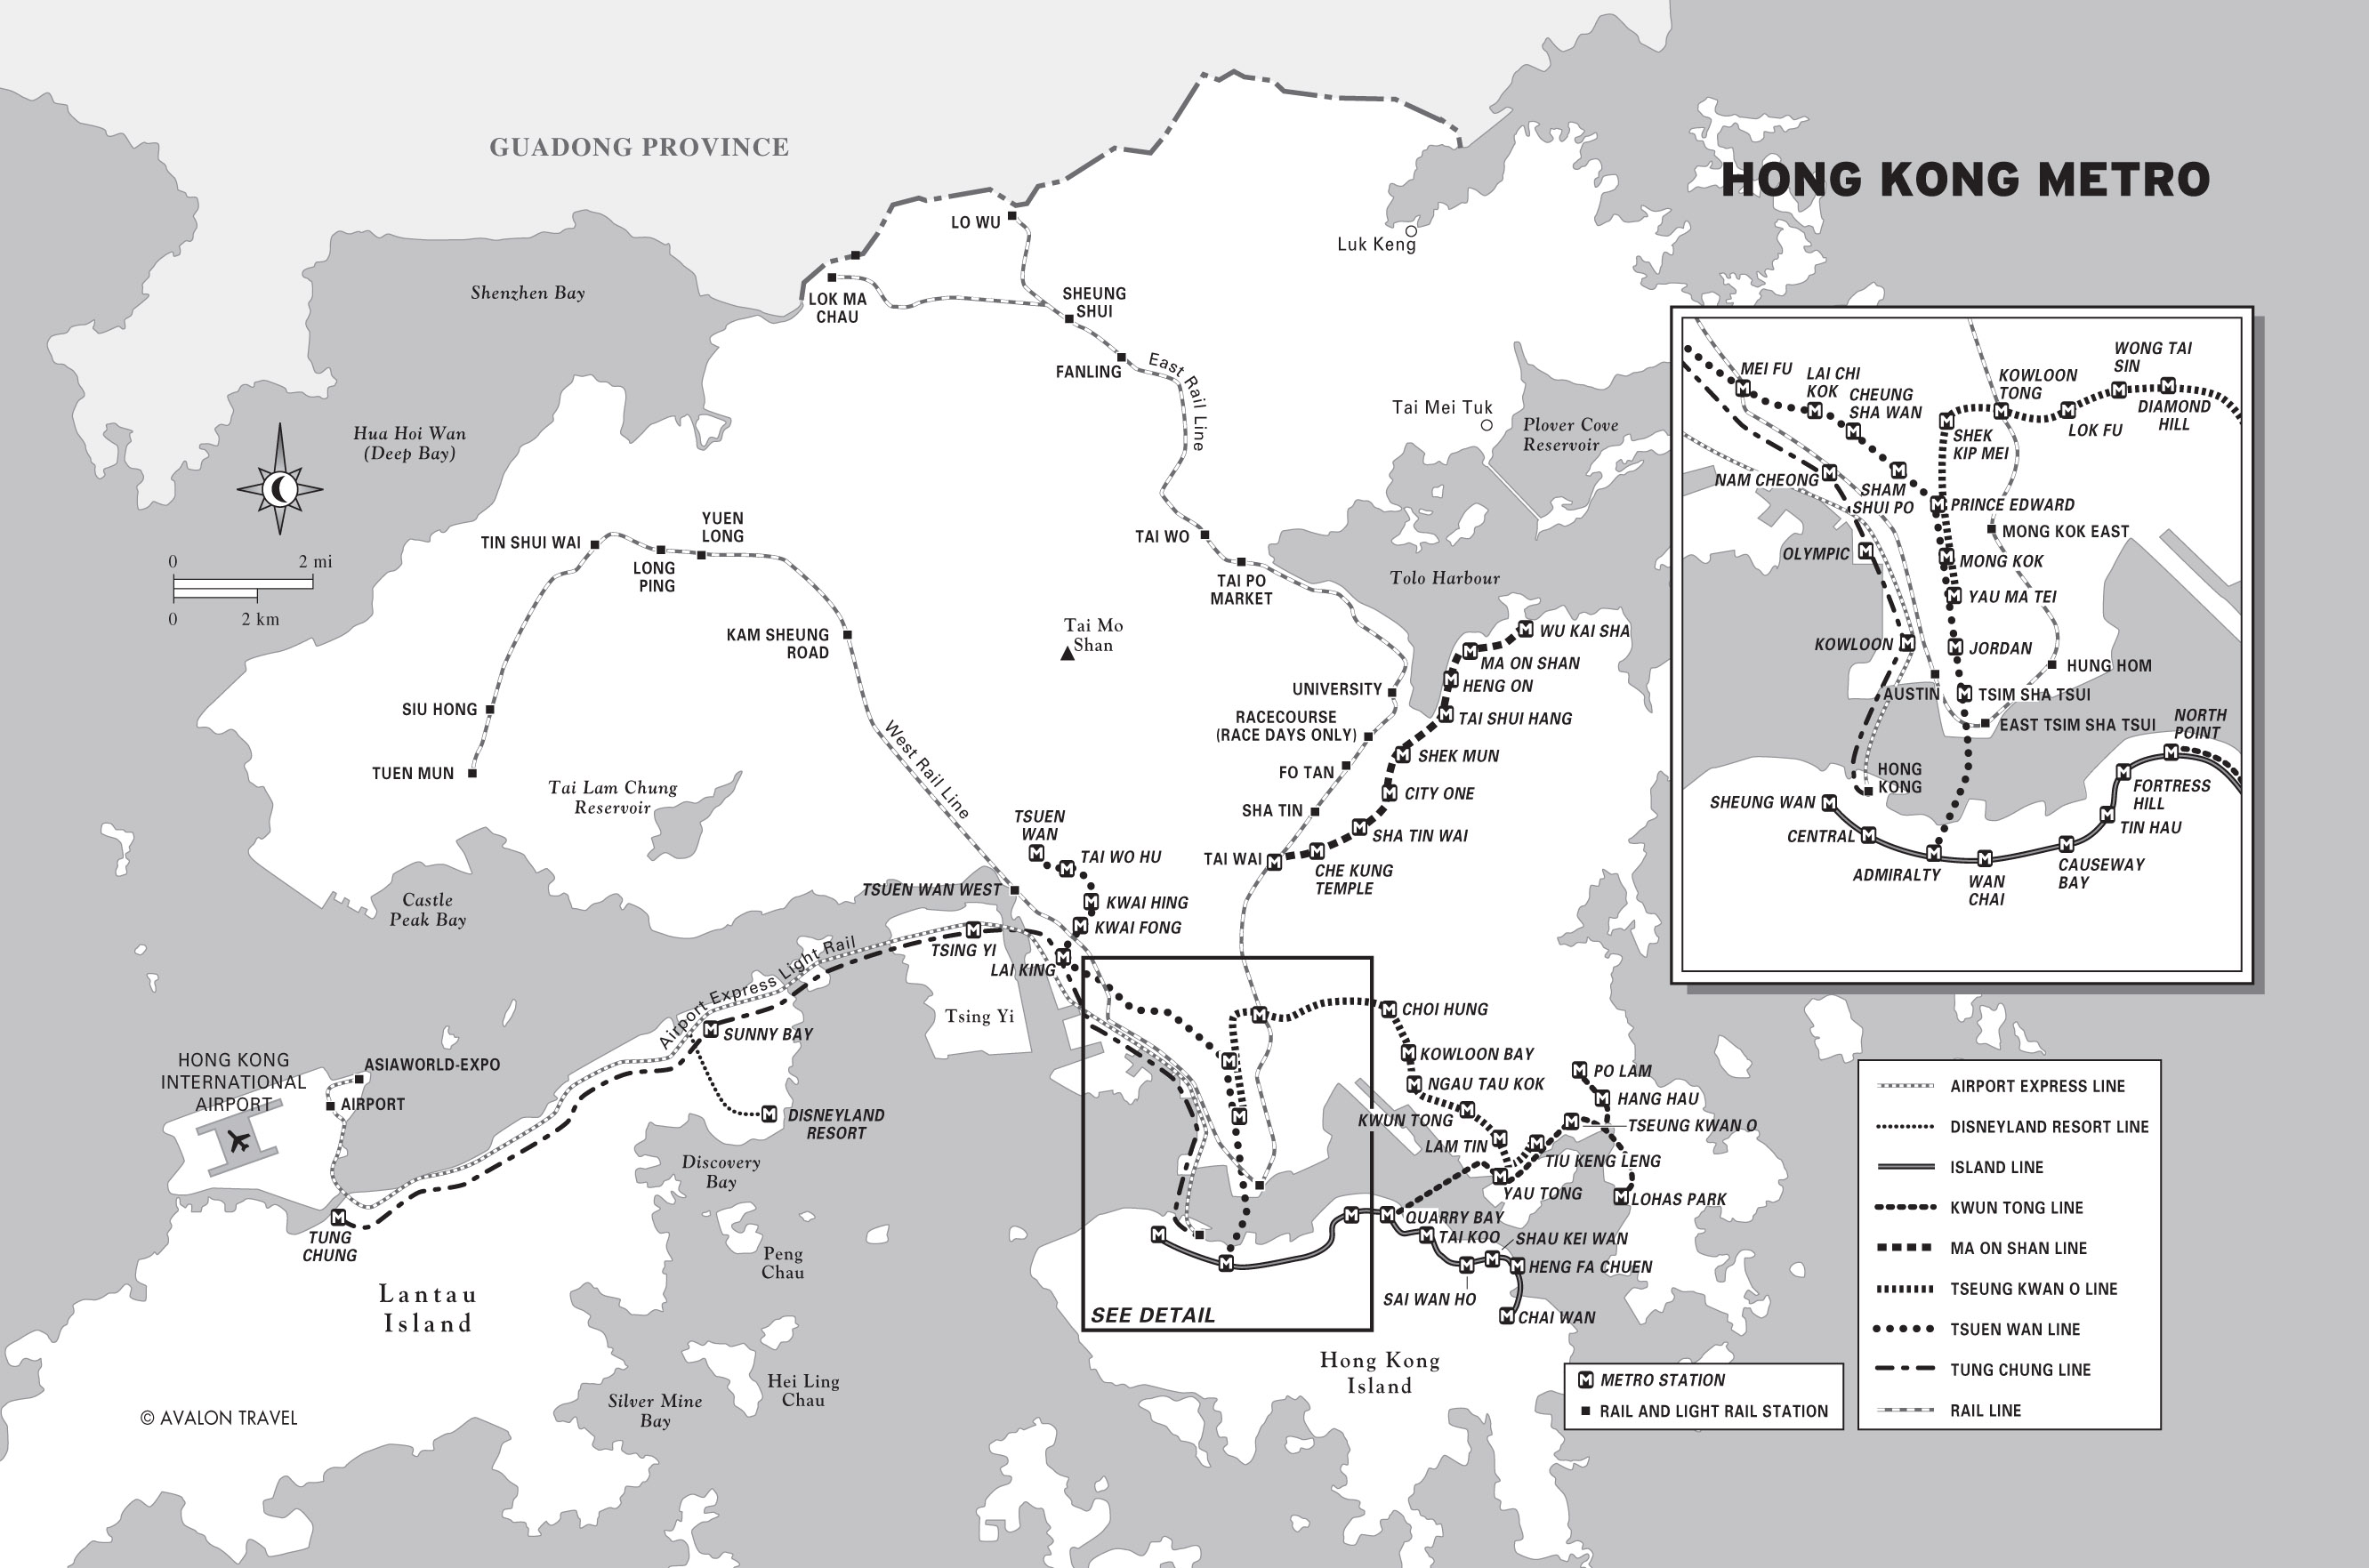 HONG KONG METRO
GUADONG PROVINCE
Shenzhen Bay
Hua Hoi Wan
(Deep Bay)
0
2 mi
0
2 km
LO WU
LOK MA
CHAU
SHEUNG
SHUI
FANLING
East Rail Line
Luk Keng
Tai Mei Tuk
Plover Cove
Reservoir
TAI WO
TAI PO
MARKET
Tolo Harbour
Tai Mo
Shan
TIN SHUI WAI
LONG
PING
YUEN
LONG
KAM SHEUNG
ROAD
SIU HONG
TUEN MUN
West Rail Line
Tai Lam Chung
Reservoir
Castle
Peak Bay
WU KAI SHA
MA ON SHAN
HENG ON
TAI SHUI HANG
SHEK MUN
CITY ONE
SHA TIN WAI
CHE KUNG
TEMPLE
UNIVERSITY
RACECOURSE
(RACE DAYS ONLY)
FO TAN
SHA TIN
TAI WAI
TSUEN
WAN
TAI WO HU
KWAI HING
KWAI FONG
TSUEN WAN WEST
TSING YI
LAI KING
Tsing Yi
Airport Express Light Rail
SUNNY BAY
DISNEYLAND
RESORT
HONG KONG
INTERNATIONAL
AIRPORT
ASIAWORLD-EXPO
AIRPORT
TUNG
CHUNG
Lantau
Island
Discovery
Bay
Peng
Chau
Hei Ling
Chau
Silver Mine
Bay
© AVALON TRAVEL
CHOI HUNG
KOWLOON BAY
NGAU TAU KOK
KWUN TONG
LAM TIN
PO LAM
HANG HAU
TSEUNG KWAN O
TIU KENG LENG
YAU TONG
LOHAS PARK
QUARRY BAY
TAI KOO
SHAU KEI WAN
HENG FA CHUEN
SAI WAN HO
CHAI WAN
SEE DETAIL
Hong Kong
Island
MEI FU
LAI CHI
KOK
CHEUNG
SHA WAN
KOWLOON
TONG
WONG TAI
SIN
DIAMOND
HILL
LOK FU
SHEK
KIP MEI
NAM CHEONG
SHAM
SHUI PO
PRINCE EDWARD
MONG KOK EAST
OLYMPIC
MONG KOK
YAU MA TEI
KOWLOON
JORDAN
HUNG HOM
AUSTIN
TSIM SHA TSUI
EAST TSIM SHA TSUI
NORTH
POINT
HONG
KONG
FORTRESS
HILL
SHEUNG WAN
TIN HAU
CENTRAL
ADMIRALTY
WAN
CHAI
CAUSEWAY
BAY
AIRPORT EXPRESS LINE
DISNEYLAND RESORT LINE
ISLAND LINE
KWUN TONG LINE
MA ON SHAN LINE
TSEUNG KWAN O LINE
TSUEN WAN LINE
TUNG CHUNG LINE
RAIL LINE
METRO STATION
RAIL AND LIGHT RAIL STATION